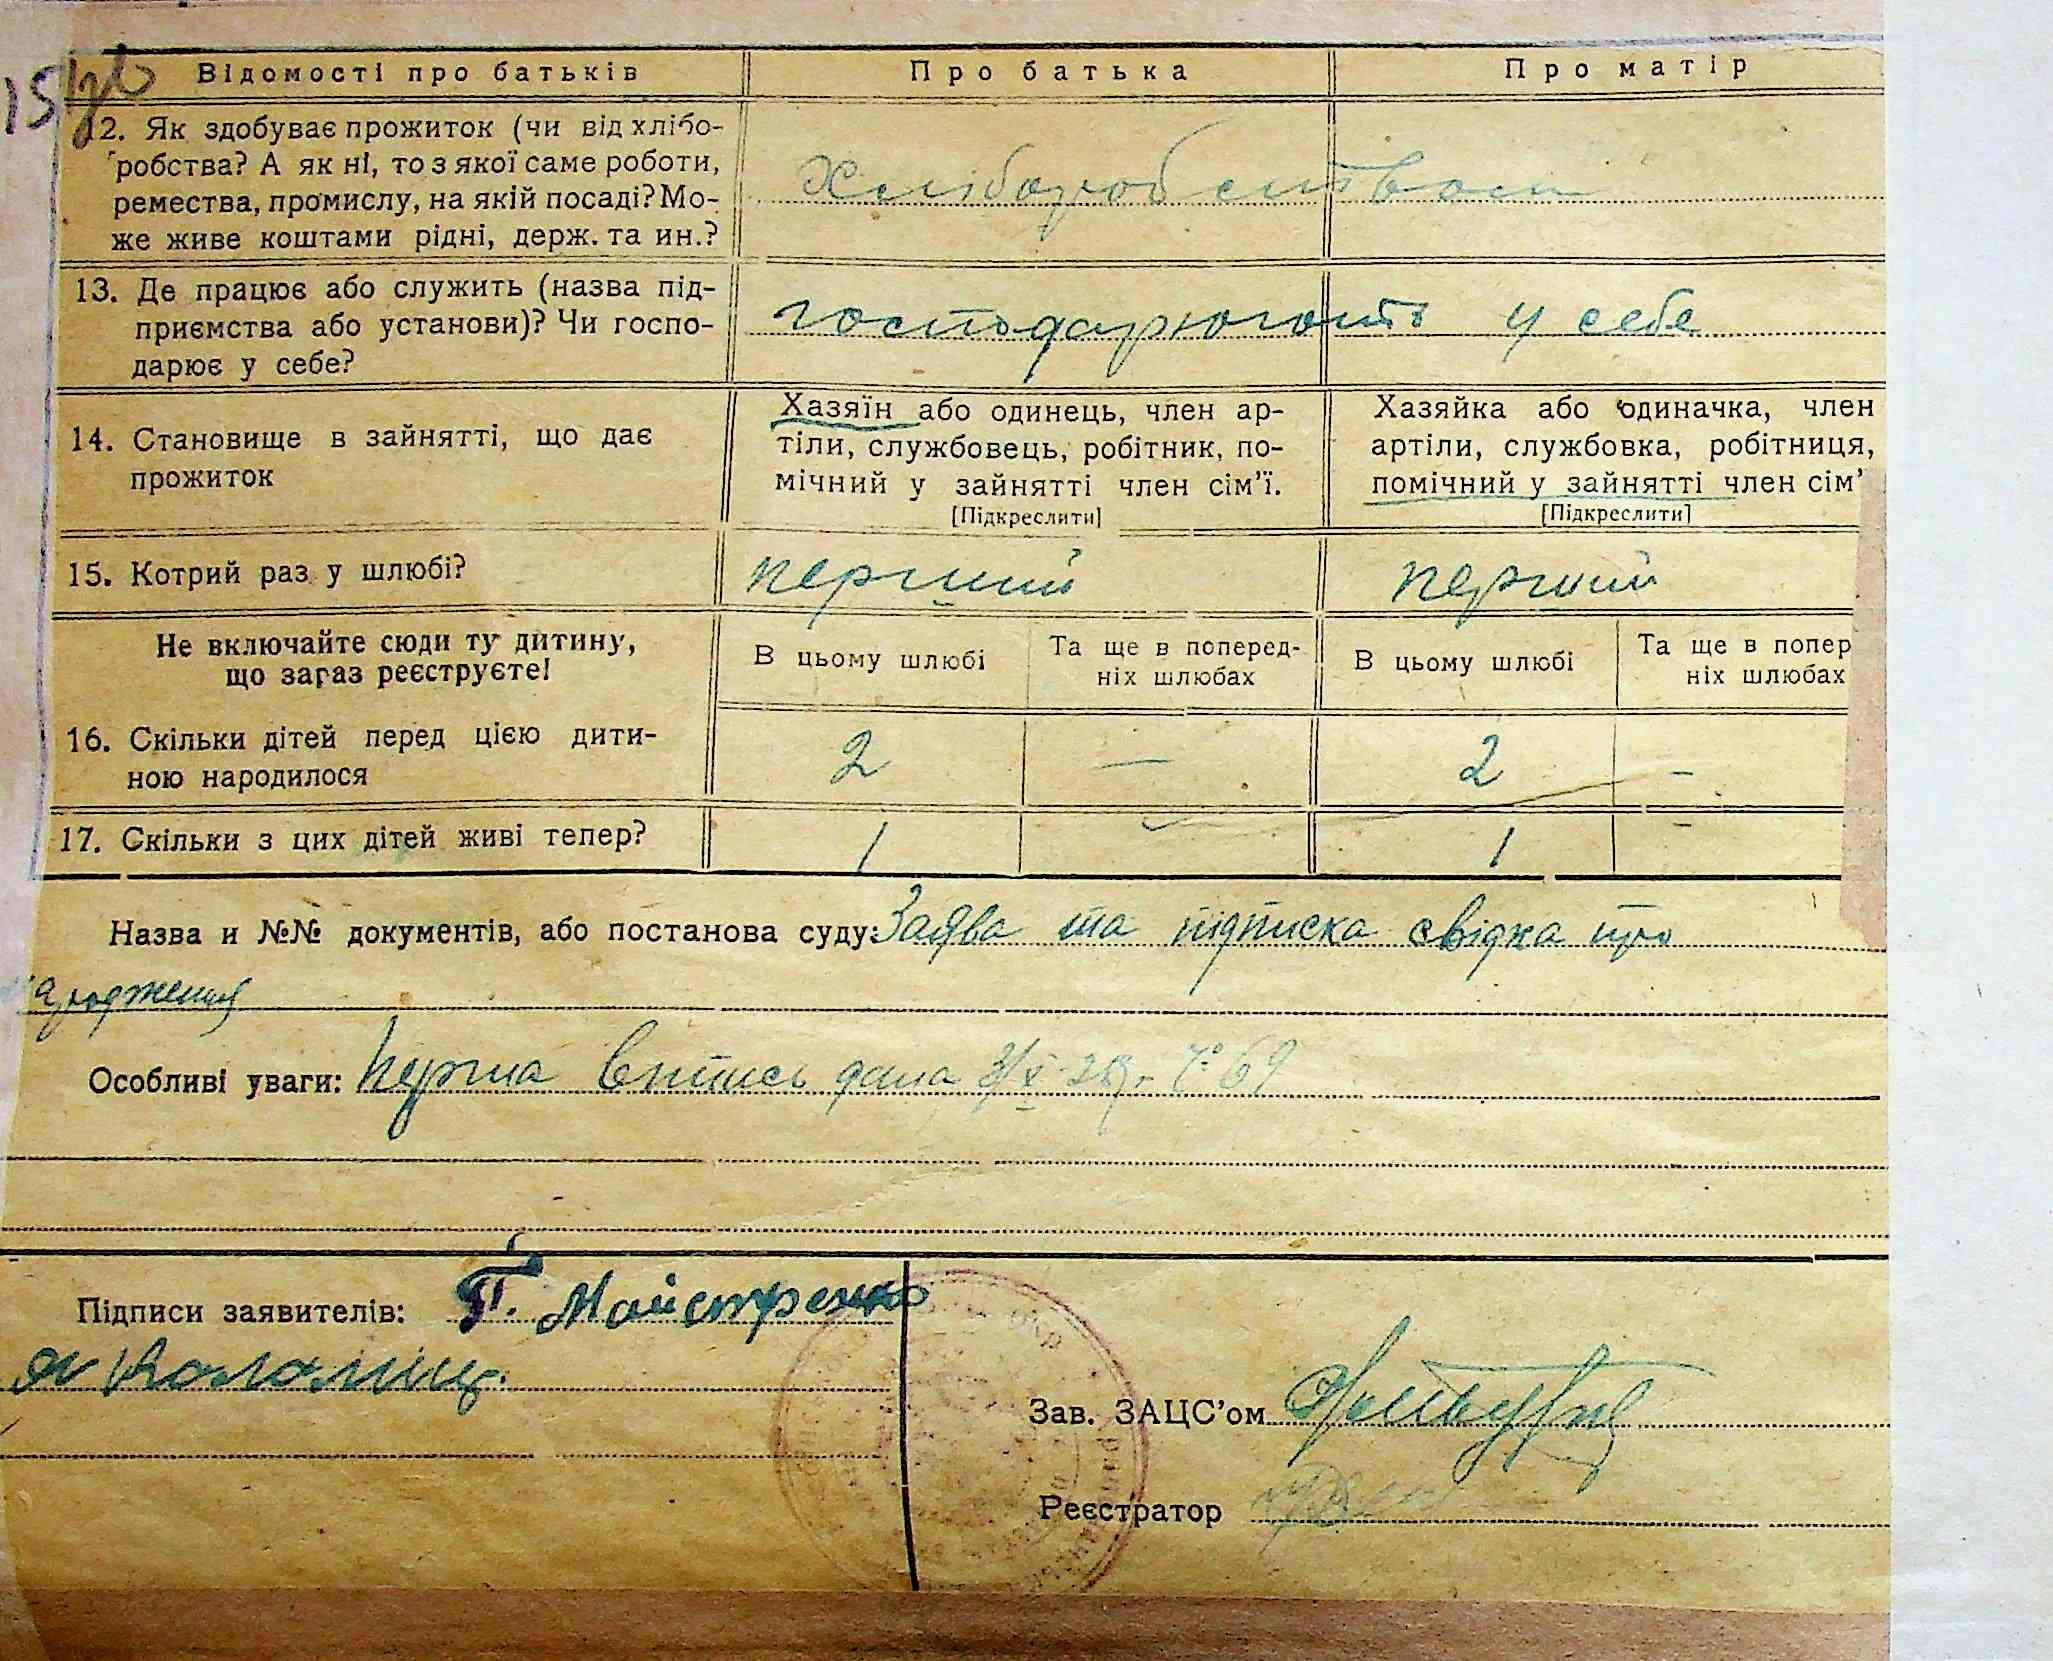 Відомості про батьків Про батька Про матір
12. Як здобуває прожиток (чи від хлібо-
робства? А як ні, то з якої саме роботи,
ремества, промислу, на якій посаді? Мо-
же живе коштами рідні, держ. та ин.?
Хліборобством
13. Де працює або служить (назва під-
приємства або установи)? Чи госпо-
дарює у себе?
господарюють у себе
14. Становище в зайнятті, що дає
прожиток
Хазяїн або одинець, член ар-
тіли, службовець, робітник, по-
мічний у зайнятті член сім'ї.
[Підкреслити]
Хазяйка або одиначка, член
артіли, службовка, робітниця,
помічний у зайнятті член сім'
[Підкреслити]
15. Котрий раз у шлюбі? перший перший
Не включайте сюди ту дитину,
що зараз реєструєте!
В цьому шлюбі
Та ще в поперед-
ніх шлюбах
В цьому шлюбі
Та ще в попер
ніх шлюбах
16. Скільки дітей перед цією дити-
ною народилося
2 — 2 —
17. Скільки з цих дітей живі тепер? 1 1 —
Назва и №№ документів, або постанова суду: Заява та підписка свідка про
народження
Особливі уваги: Перша випись дана 69
Підписи заявителів: П. Майстренко
Зав. ЗАЦС'ом
Реєстратор